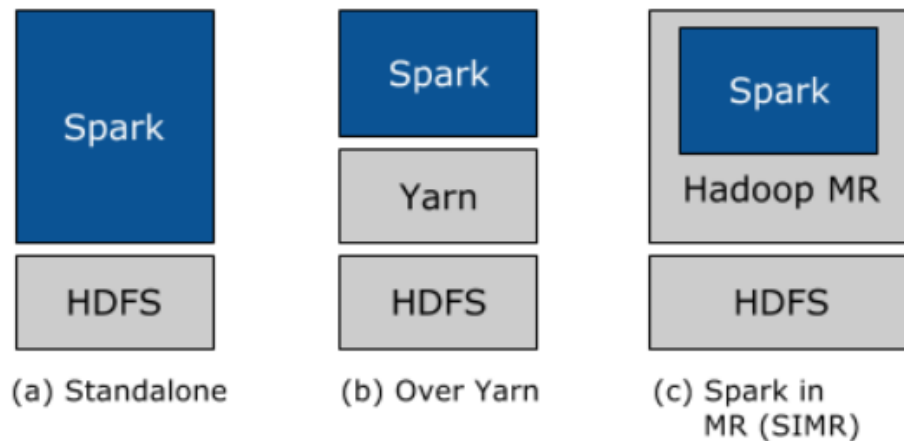 Spark
HDFS
(a) Standalone
Spark
Yarn
HDFS
(b) Over Yarn
Spark
Hadoop MR
HDFS
(c) Spark in
MR (SIMR)